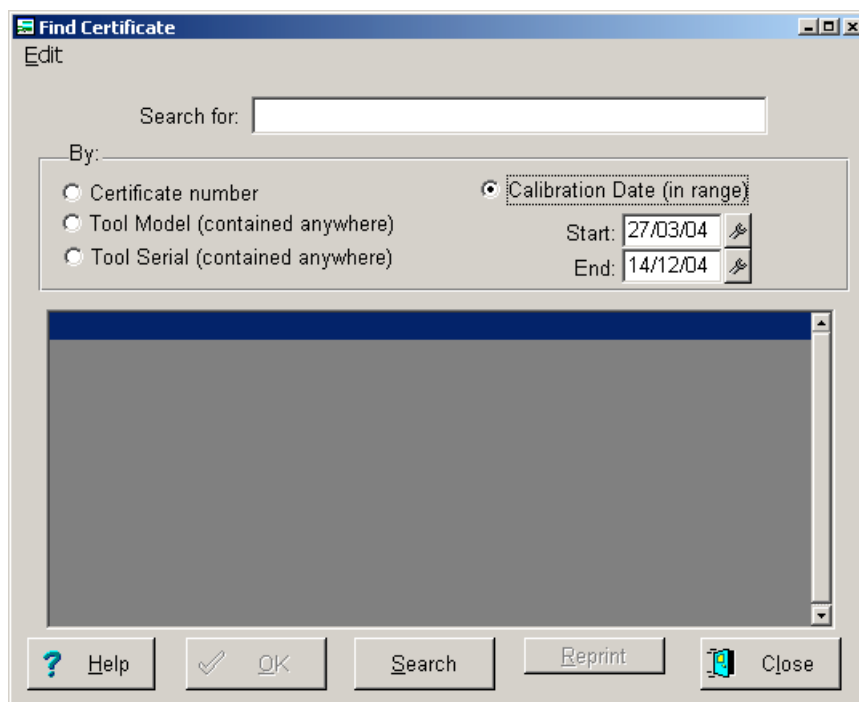 Find Certificate
Edit
Search for:
By:
Certificate number
Tool Model (contained anywhere)
Tool Serial (contained anywhere)
Calibration Date (in range)
Start: 27/03/04
End: 14/12/04
? Help OK Search Reprint Close